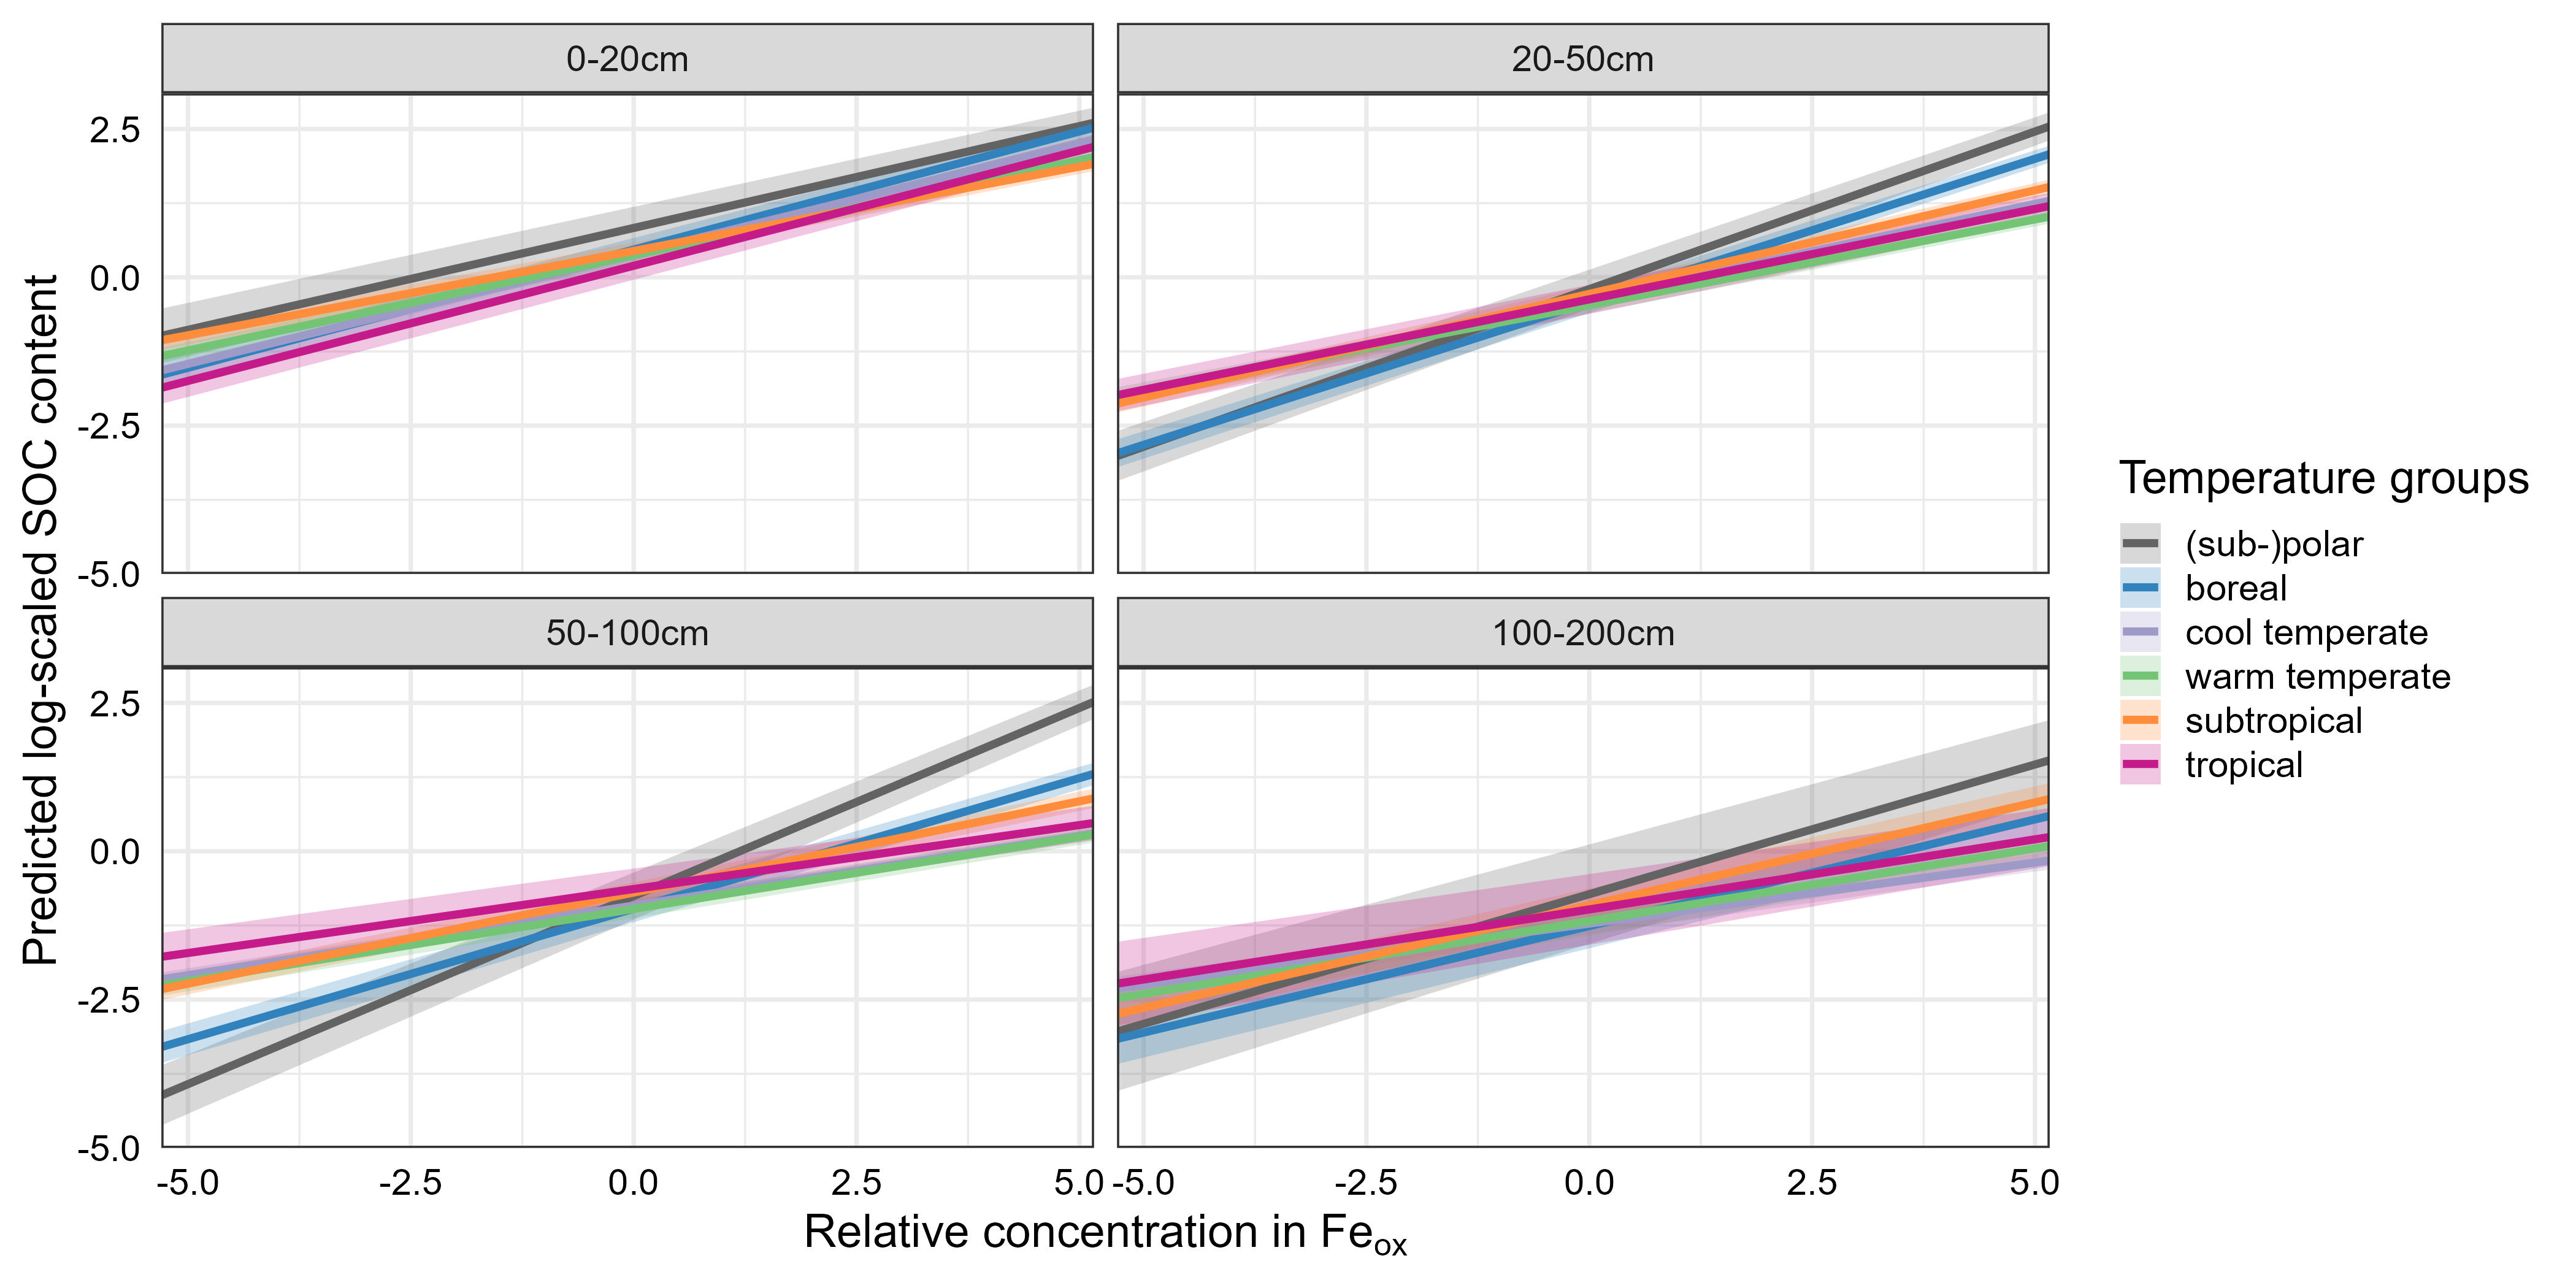 0-20cm
20-50cm
2.5
0.0
-2.5
-5.0
50-100cm
100-200cm
2.5
0.0
-2.5
-5.0
-5.0 -2.5 0.0 2.5 5.0
-5.0 -2.5 0.0 2.5 5.0
Relative concentration in Feox
Predicted log-scaled SOC content
Temperature groups
(sub-)polar
boreal
cool temperate
warm temperate
subtropical
tropical